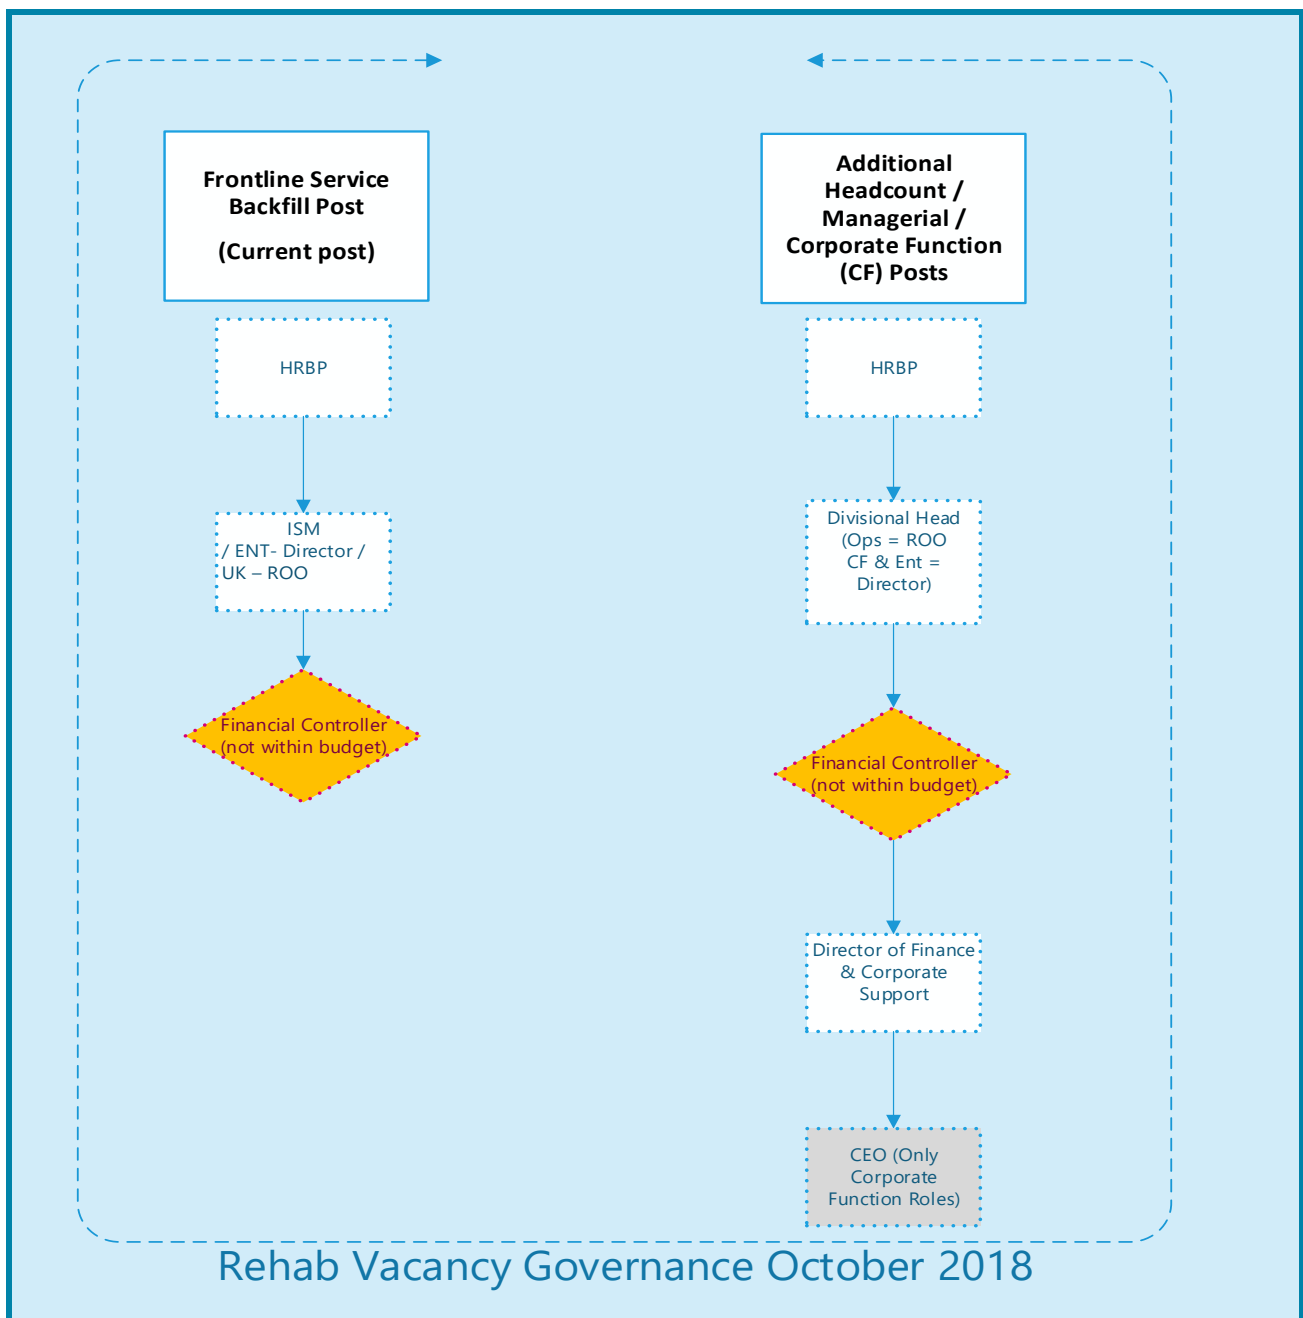 Frontline Service
Backfill Post
(Current post)
HRBP
ISM
/ ENT- Director /
UK – ROO
Financial Controller
(not within budget)
Additional
Headcount /
Managerial /
Corporate Function
(CF) Posts
HRBP
Divisional Head
(Ops = ROO
CF & Ent =
Director)
Financial Controller
(not within budget)
Director of Finance
& Corporate
Support
CEO (Only
Corporate
Function Roles)
Rehab Vacancy Governance October 2018